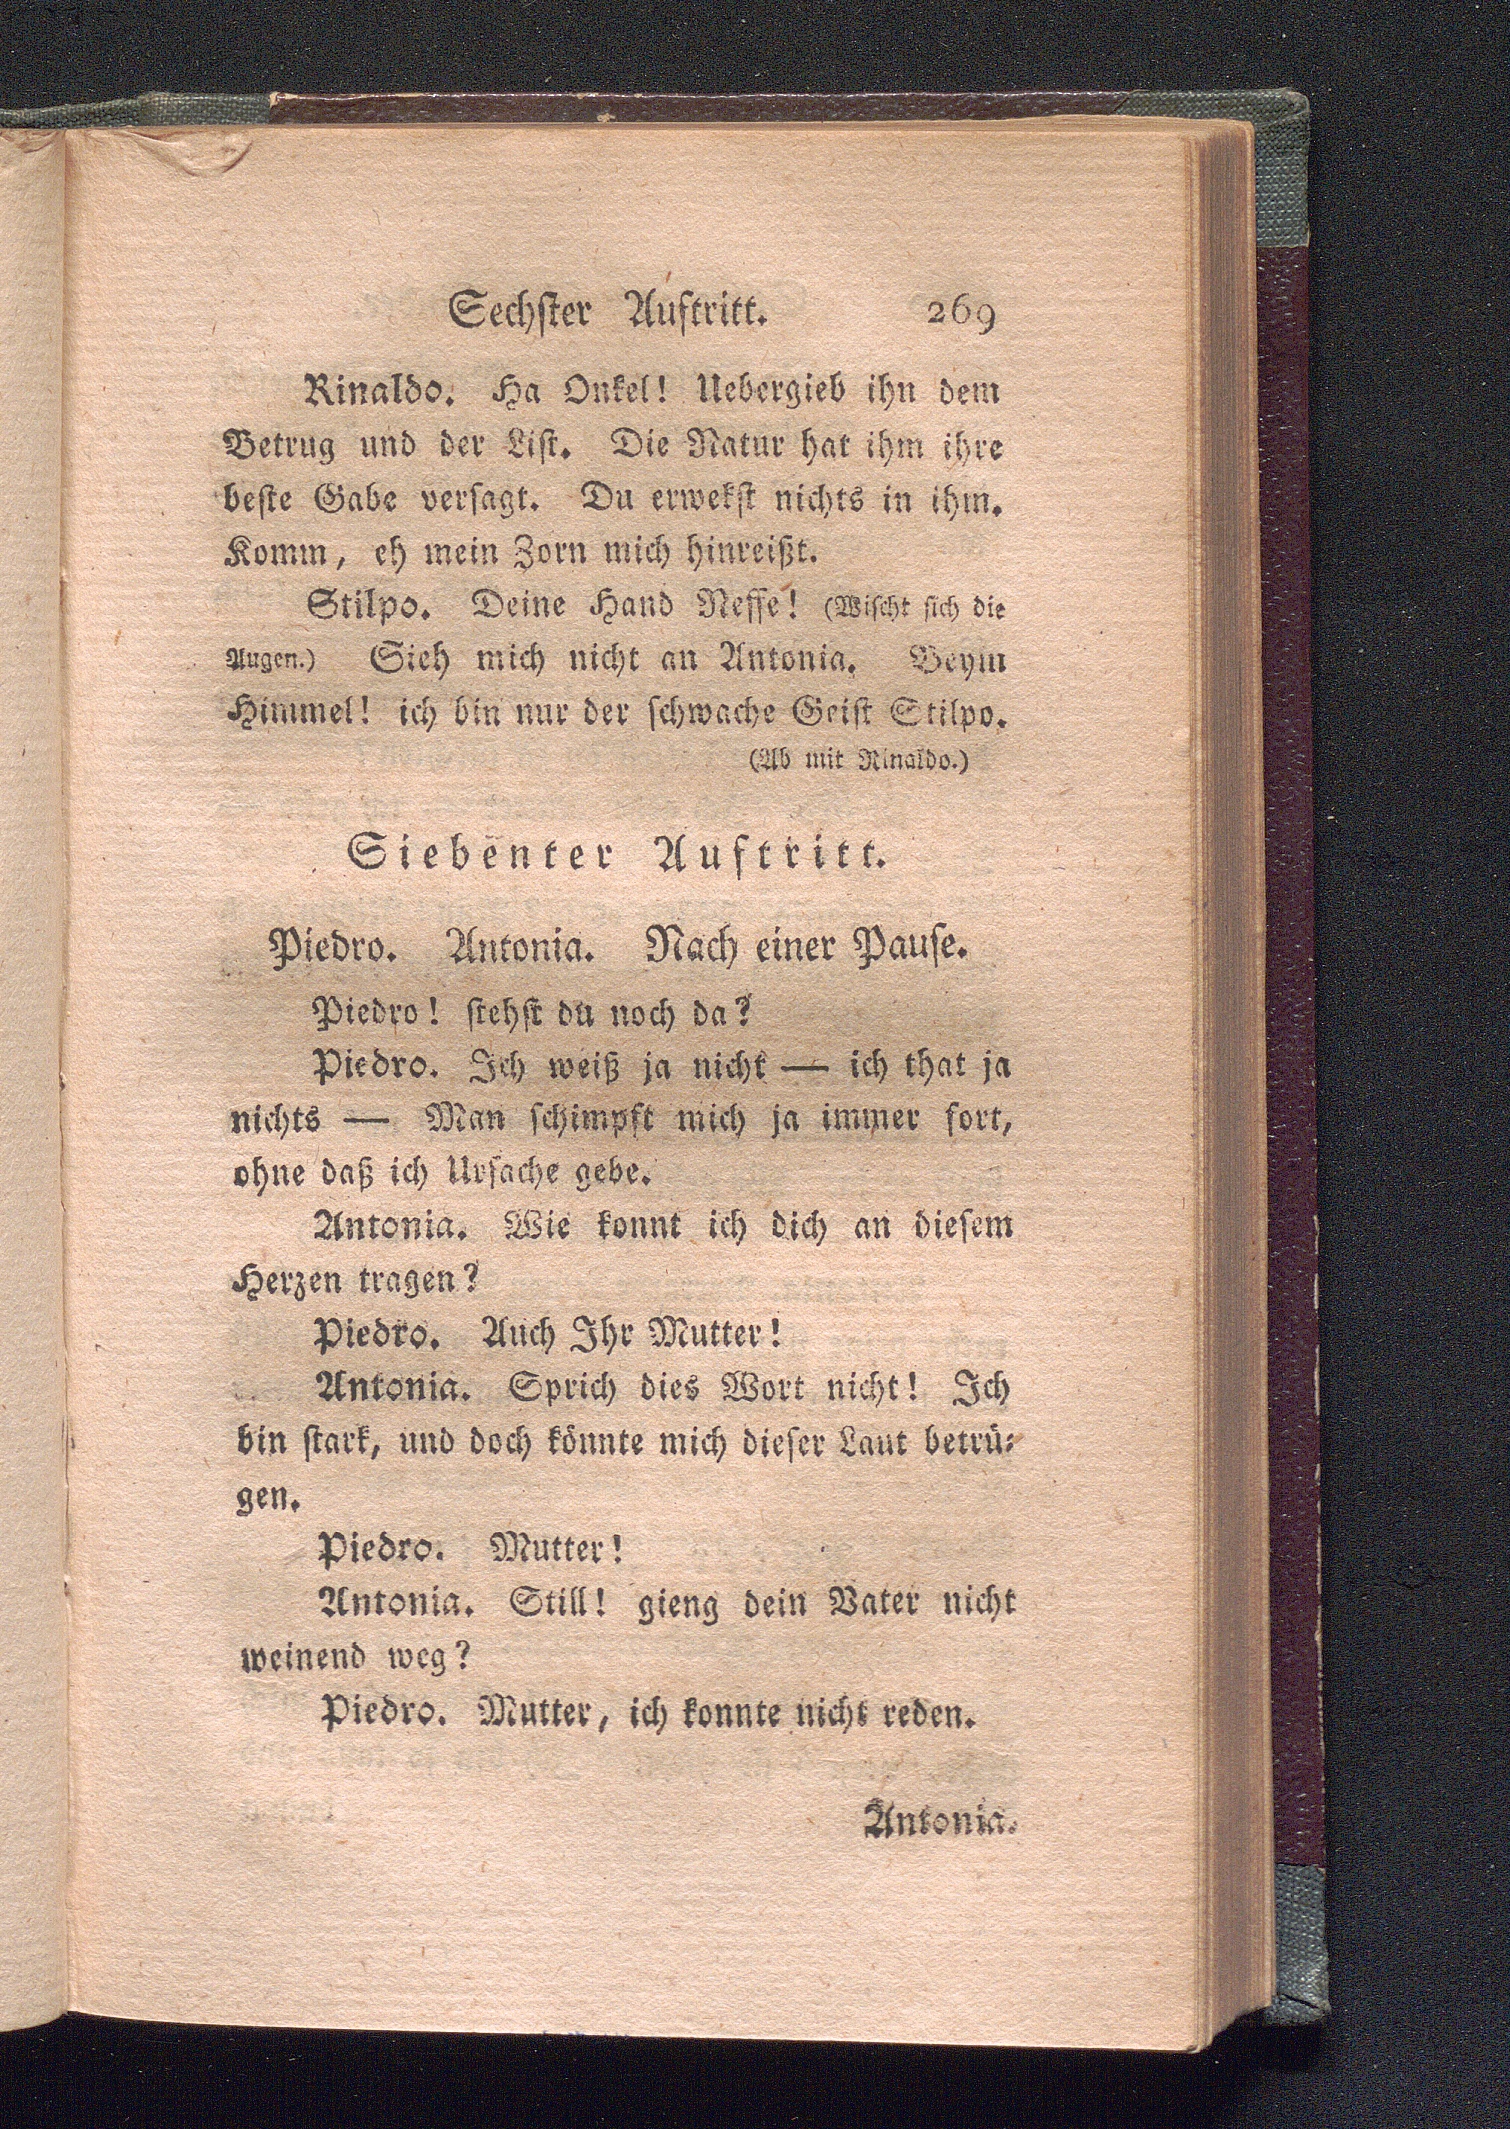 Sechster Auftritt. 269
Rinaldo. Ha Onkel! Uebergieb ihn dem
Betrug und der Liſt. Die Natur hat ihm ihre
beſte Gabe verſagt. Du erwekſt nichts in ihm.
Komm, eh mein Zorn mich hinreißt.
Stilpo. Deine Hand Neffe! (Wiſcht ſich die
Augen.) Sieh mich nicht an Antonia. Beym
Himmel! ich bin nur der ſchwache Geiſt Stilpo.
(Ab mit Rinaldo.)
Siebenter Auftritt.
Piedro. Antonia. Nach einer Pauſe.
Piedro! ſtehſt du noch da?
Piedro. Ich weiß ja nicht — ich that ja
nichts — Man ſchimpft mich ja immer fort,
ohne daß ich Urſache gebe.
Antonia. Wie konnt ich dich an dieſem
Herzen tragen?
Piedro. Auch Ihr Mutter!
Antonia. Sprich dies Wort nicht! Ich
bin ſtark, und doch könnte mich dieſer Laut betrü⸗
gen.
Piedro. Mutter!
Antonia. Still! gieng dein Vater nicht
weinend weg?
Piedro. Mutter, ich konnte nicht reden.
Antonia.